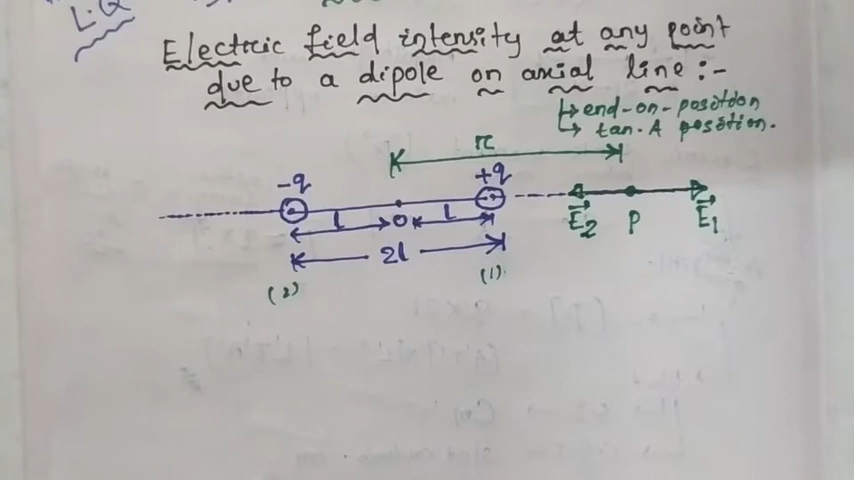 L.Q
Electric field intensity at any point
due to a dipole on axial line :-
↳ end-on-position
↳ tan.A position.
r
-q
+q
l
O
l
E₂
P
E₁
2l
(2)
(1)